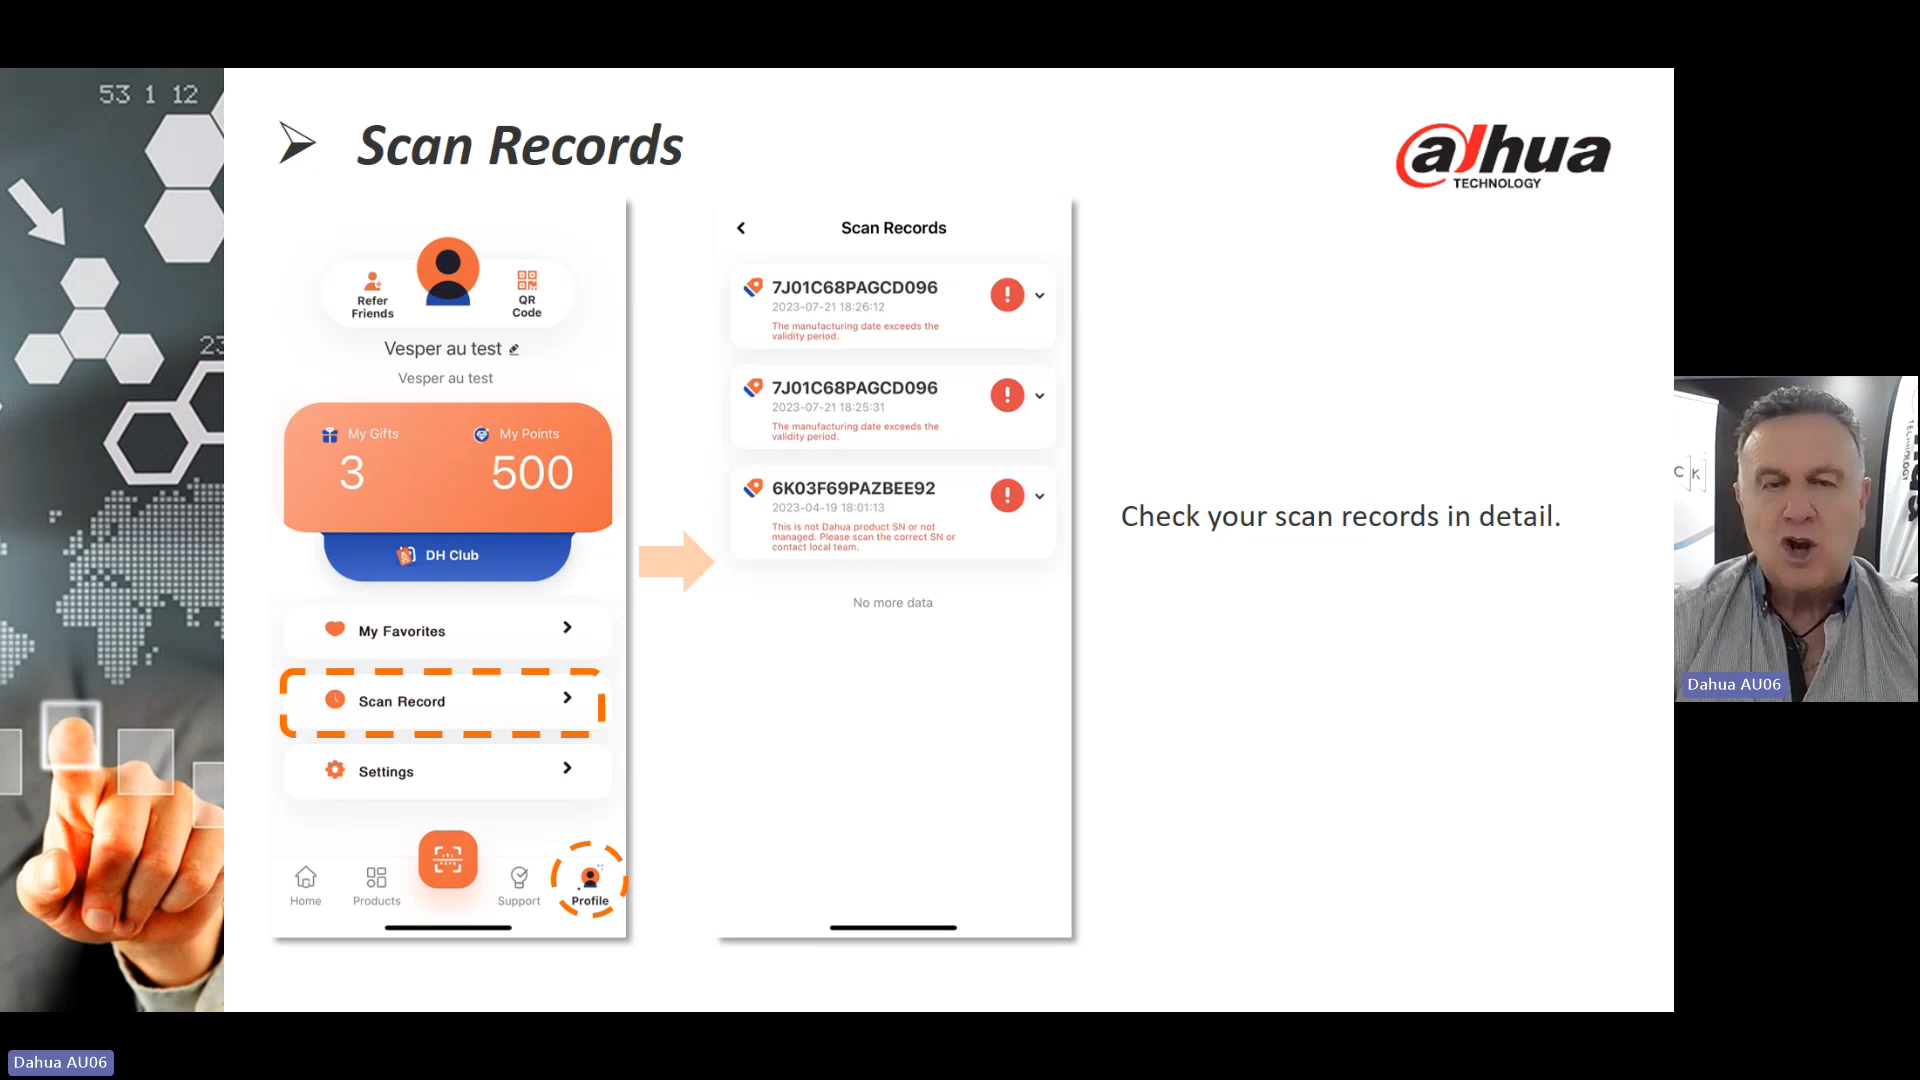 53 1 12
23
Scan Records
alhua
TECHNOLOGY
Refer
Friends
QR
Code
Vesper au test
Vesper au test
My Gifts
My Points
3
500
DH Club
My Favorites
Scan Record
Settings
Home
Products
Support
Profile
Scan Records
7J01C68PAGCD096
2023-07-21 18:26:12
The manufacturing date exceeds the
validity period.
7J01C68PAGCD096
2023-07-21 18:25:31
The manufacturing date exceeds the
validity period.
6K03F69PAZBEE92
2023-04-19 18:01:13
This is not Dahua product SN or not
managed. Please scan the correct SN or
contact local team.
No more data
Check your scan records in detail.
CK
TECHNOLOGY
Dahua AU06
Dahua AU06